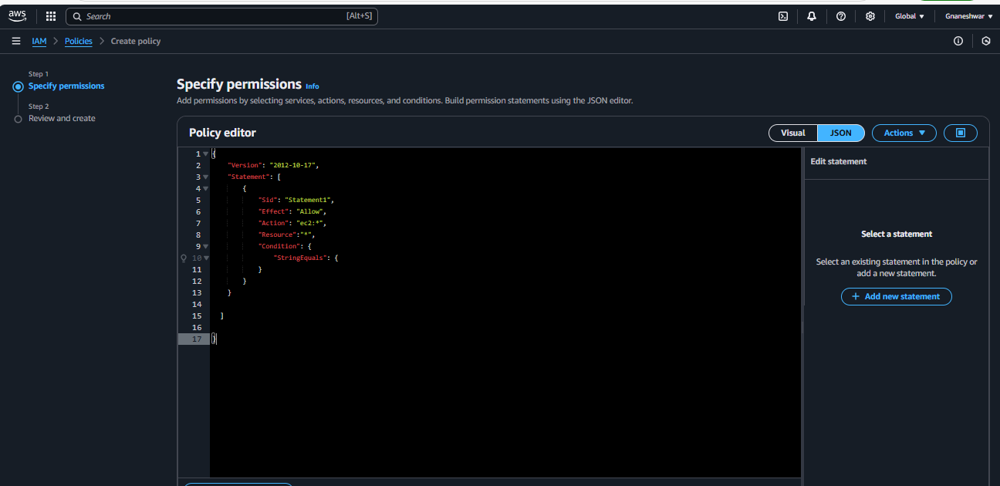 aws Search [Alt+S] Global Gnaneshwar
IAM > Policies > Create policy
Step 1
Specify permissions
Step 2
Review and create
Specify permissions Info
Add permissions by selecting services, actions, resources, and conditions. Build permission statements using the JSON editor.
Policy editor Visual JSON Actions
1 {
2 "Version": "2012-10-17",
3 "Statement": [
4 {
5 "Sid": "Statement1",
6 "Effect": "Allow",
7 "Action": "ec2:*",
8 "Resource":"*",
9 "Condition": {
10 "StringEquals": {
11 }
12 }
13 }
14
15 ]
16
17 }
Edit statement
Select a statement
Select an existing statement in the policy or
add a new statement.
+ Add new statement